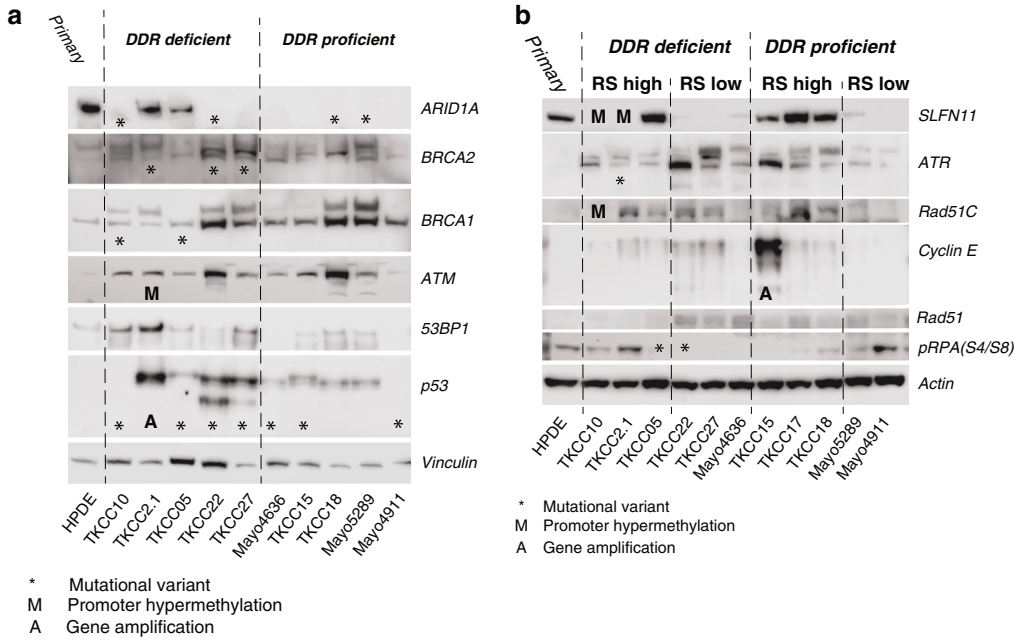 a
Primary
DDR deficient
DDR proficient
ARID1A
* * * *
BRCA2
* * *
BRCA1
* *
ATM
M
53BP1
p53
* A * * * * * *
Vinculin
HPDE
TKCC10
TKCC2.1
TKCC05
TKCC22
TKCC27
Mayo4636
TKCC15
TKCC18
Mayo5289
Mayo4911
* Mutational variant
M Promoter hypermethylation
A Gene amplification
b
Primary
DDR deficient
DDR proficient
RS high
RS low
RS high
RS low
M M
SLFN11
ATR
*
M
Rad51C
Cyclin E
A
Rad51
* *
pRPA(S4/S8)
Actin
HPDE
TKCC10
TKCC2.1
TKCC05
TKCC22
TKCC27
Mayo4636
TKCC15
TKCC17
TKCC18
Mayo5289
Mayo4911
* Mutational variant
M Promoter hypermethylation
A Gene amplification